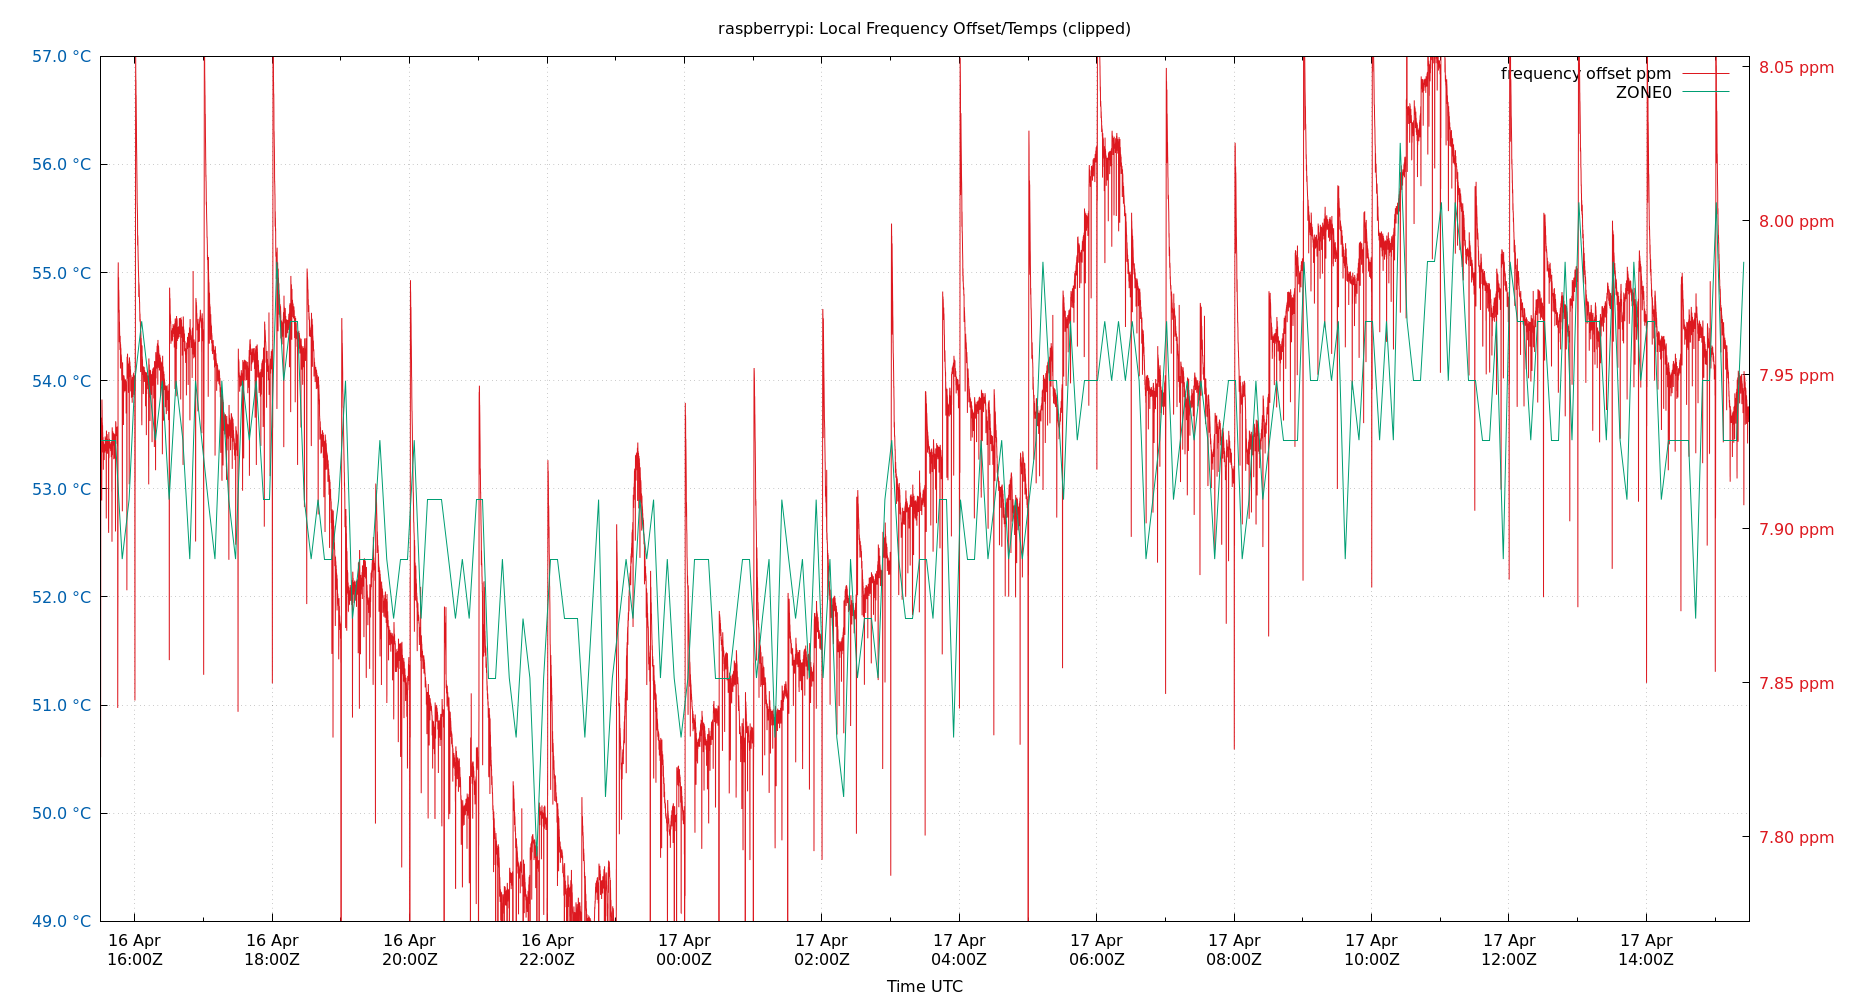 raspberrypi: Local Frequency Offset/Temps (clipped)
57.0 °C
56.0 °C
55.0 °C
54.0 °C
53.0 °C
52.0 °C
51.0 °C
50.0 °C
49.0 °C
frequency offset ppm
ZONE0
8.05 ppm
8.00 ppm
7.95 ppm
7.90 ppm
7.85 ppm
7.80 ppm
16 Apr 16 Apr 16 Apr 16 Apr 17 Apr 17 Apr 17 Apr 17 Apr 17 Apr 17 Apr 17 Apr 17 Apr
16:00Z 18:00Z 20:00Z 22:00Z 00:00Z 02:00Z 04:00Z 06:00Z 08:00Z 10:00Z 12:00Z 14:00Z
Time UTC